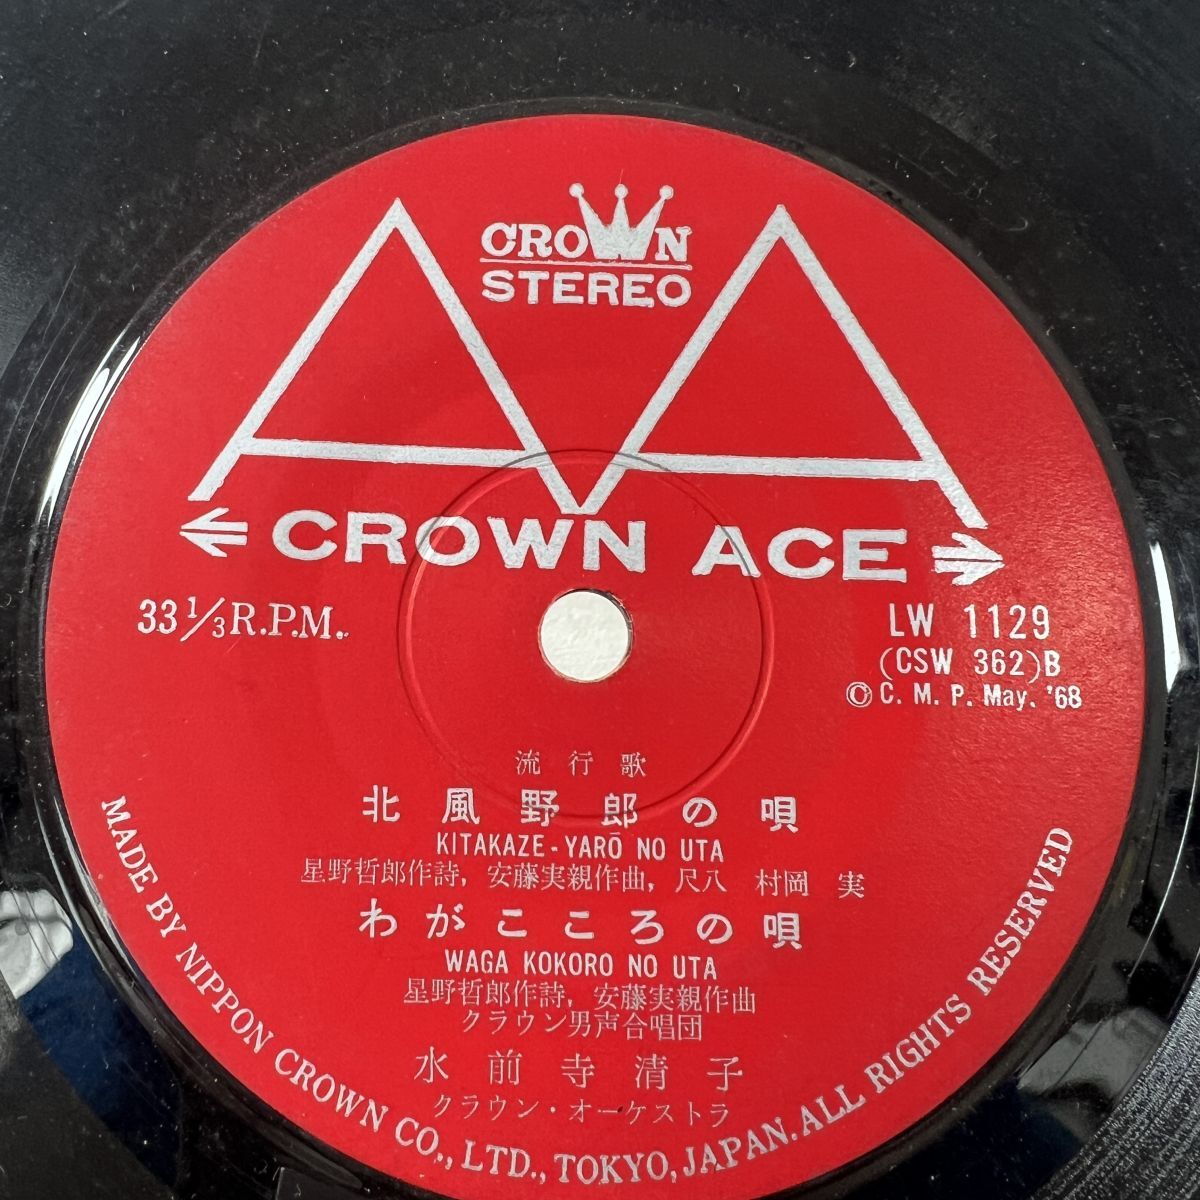 CROWN
STEREO
CROWN ACE
33 1/3 R.P.M.
LW 1129
(CSW 362)B
© C. M. P. May. '68
流行歌
北風野郎の唄
KITAKAZE-YARŌ NO UTA
星野哲郎作詩, 安藤実親作曲, 尺八 村岡 実
わがこころの唄
WAGA KOKORO NO UTA
星野哲郎作詩, 安藤実親作曲
クラウン男声合唱団
水前寺清子
クラウン・オーケストラ
MADE BY NIPPON CROWN CO., LTD., TOKYO, JAPAN. ALL RIGHTS RESERVED